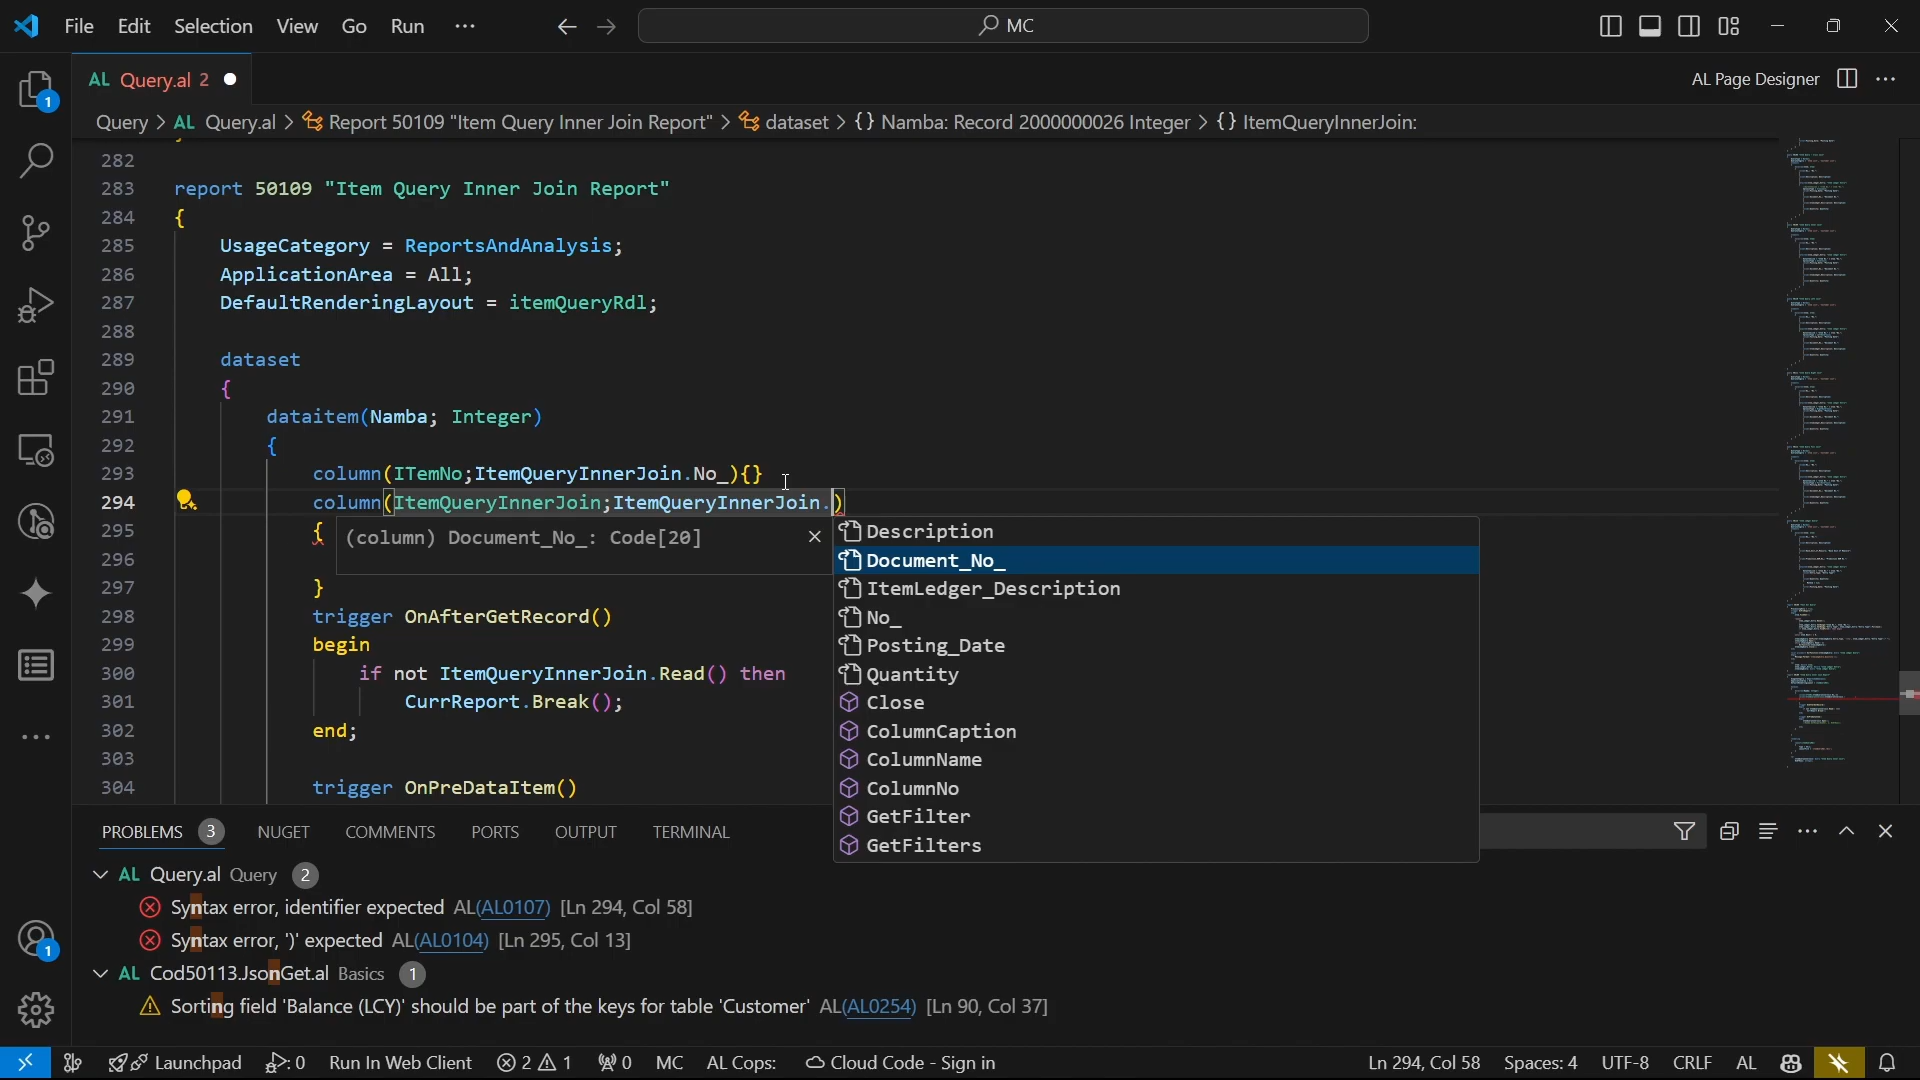 File Edit Selection View Go Run ··· MC
AL Query.al 2 AL Page Designer ···
Query > AL Query.al > Report 50109 "Item Query Inner Join Report" > dataset > {} Namba: Record 2000000026 Integer > {} ItemQueryInnerJoin:
282
283 report 50109 "Item Query Inner Join Report"
284 {
285 UsageCategory = ReportsAndAnalysis;
286 ApplicationArea = All;
287 DefaultRenderingLayout = itemQueryRdl;
288
289 dataset
290 {
291 dataitem(Namba; Integer)
292 {
293 column(ITemNo;ItemQueryInnerJoin.No_){}
294 column(ItemQueryInnerJoin;ItemQueryInnerJoin.)
295 {
296
297 }
298 trigger OnAfterGetRecord()
299 begin
300 if not ItemQueryInnerJoin.Read() then
301 CurrReport.Break();
302 end;
303
304 trigger OnPreDataItem()
(column) Document_No_: Code[20]
Description
Document_No_
ItemLedger_Description
No_
Posting_Date
Quantity
Close
ColumnCaption
ColumnName
ColumnNo
GetFilter
GetFilters
PROBLEMS 3 NUGET COMMENTS PORTS OUTPUT TERMINAL
AL Query.al Query 2
Syntax error, identifier expected AL(AL0107) [Ln 294, Col 58]
Syntax error, ')' expected AL(AL0104) [Ln 295, Col 13]
AL Cod50113.JsonGet.al Basics 1
Sorting field 'Balance (LCY)' should be part of the keys for table 'Customer' AL(AL0254) [Ln 90, Col 37]
1
1
Launchpad : 0 Run In Web Client 2 1 0 MC AL Cops: Cloud Code - Sign in Ln 294, Col 58 Spaces: 4 UTF-8 CRLF AL